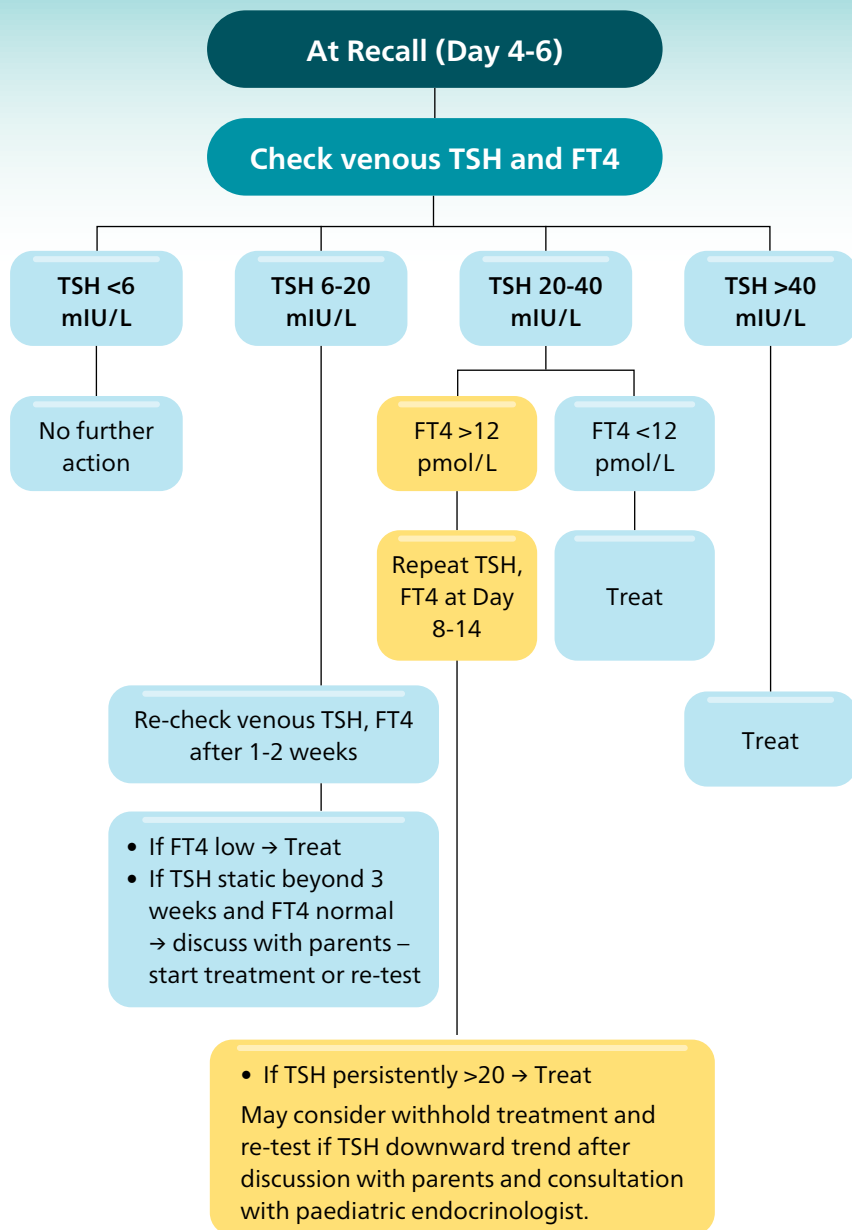 At Recall (Day 4-6)
Check venous TSH and FT4
TSH <6
mIU/L
TSH 6-20
mIU/L
TSH 20-40
mIU/L
TSH >40
mIU/L
No further
action
FT4 >12
pmol/L
FT4 <12
pmol/L
Repeat TSH,
FT4 at Day
8-14
Treat
Re-check venous TSH, FT4
after 1-2 weeks
Treat
• If FT4 low → Treat
• If TSH static beyond 3
weeks and FT4 normal
→ discuss with parents –
start treatment or re-test
• If TSH persistently >20 → Treat
May consider withhold treatment and
re-test if TSH downward trend after
discussion with parents and consultation
with paediatric endocrinologist.